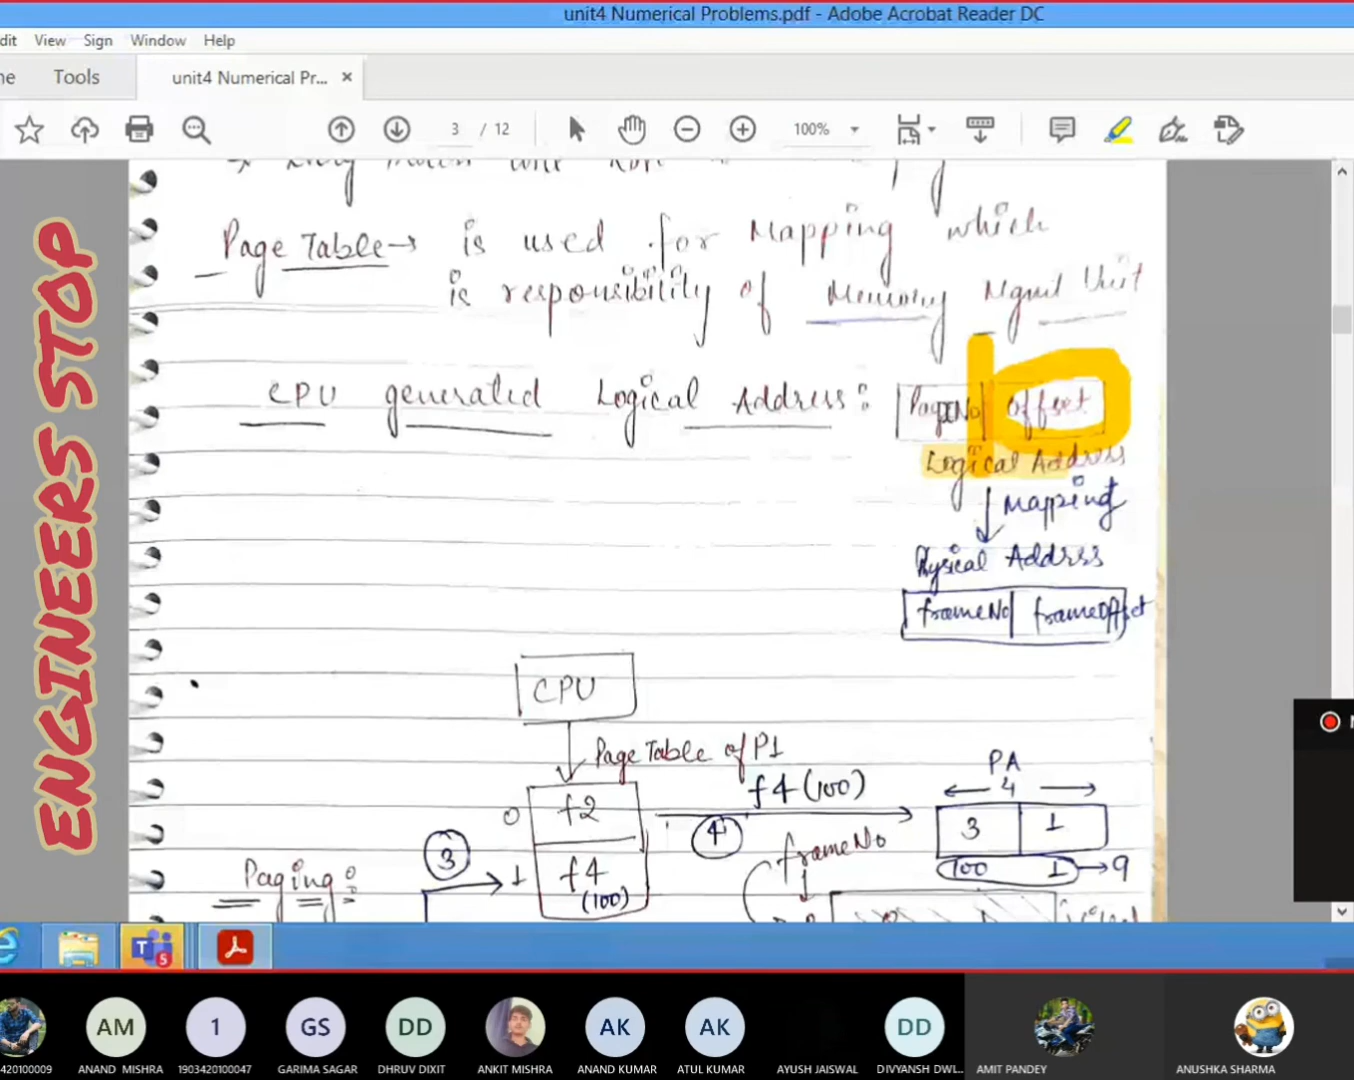 unit4 Numerical Problems.pdf - Adobe Acrobat Reader DC
dit View Sign Window Help
ne Tools unit4 Numerical Pr... ×
3 / 12 100%
Page Table → is used for Mapping which
is responsibility of Memory Mgmt Unit
CPU generated Logical Address: Page No Offset
Logical Address
Mapping
Physical Address
frameNo frameOffset
CPU
Page Table of P1
f4 (100)
PA
4
0 f2
4
3 1
frameNo
100 1 → 9
3
1 f4
(100)
Paging:
ENGINEERS STOP
T 5
AM 1 GS DD AK AK DD
420100009 ANAND MISHRA 1903420100047 GARIMA SAGAR DHRUV DIXIT ANKIT MISHRA ANAND KUMAR ATUL KUMAR AYUSH JAISWAL DIVYANSH DWL... AMIT PANDEY ANUSHKA SHARMA